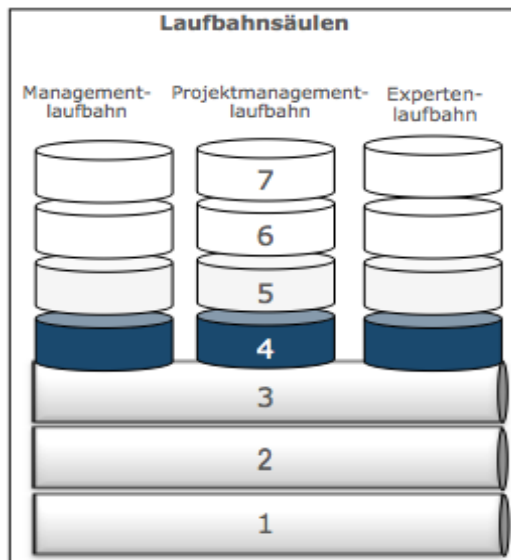 Laufbahnsäulen
Management-
laufbahn
Projektmanagement-
laufbahn
Experten-
laufbahn
7
6
5
4
3
2
1